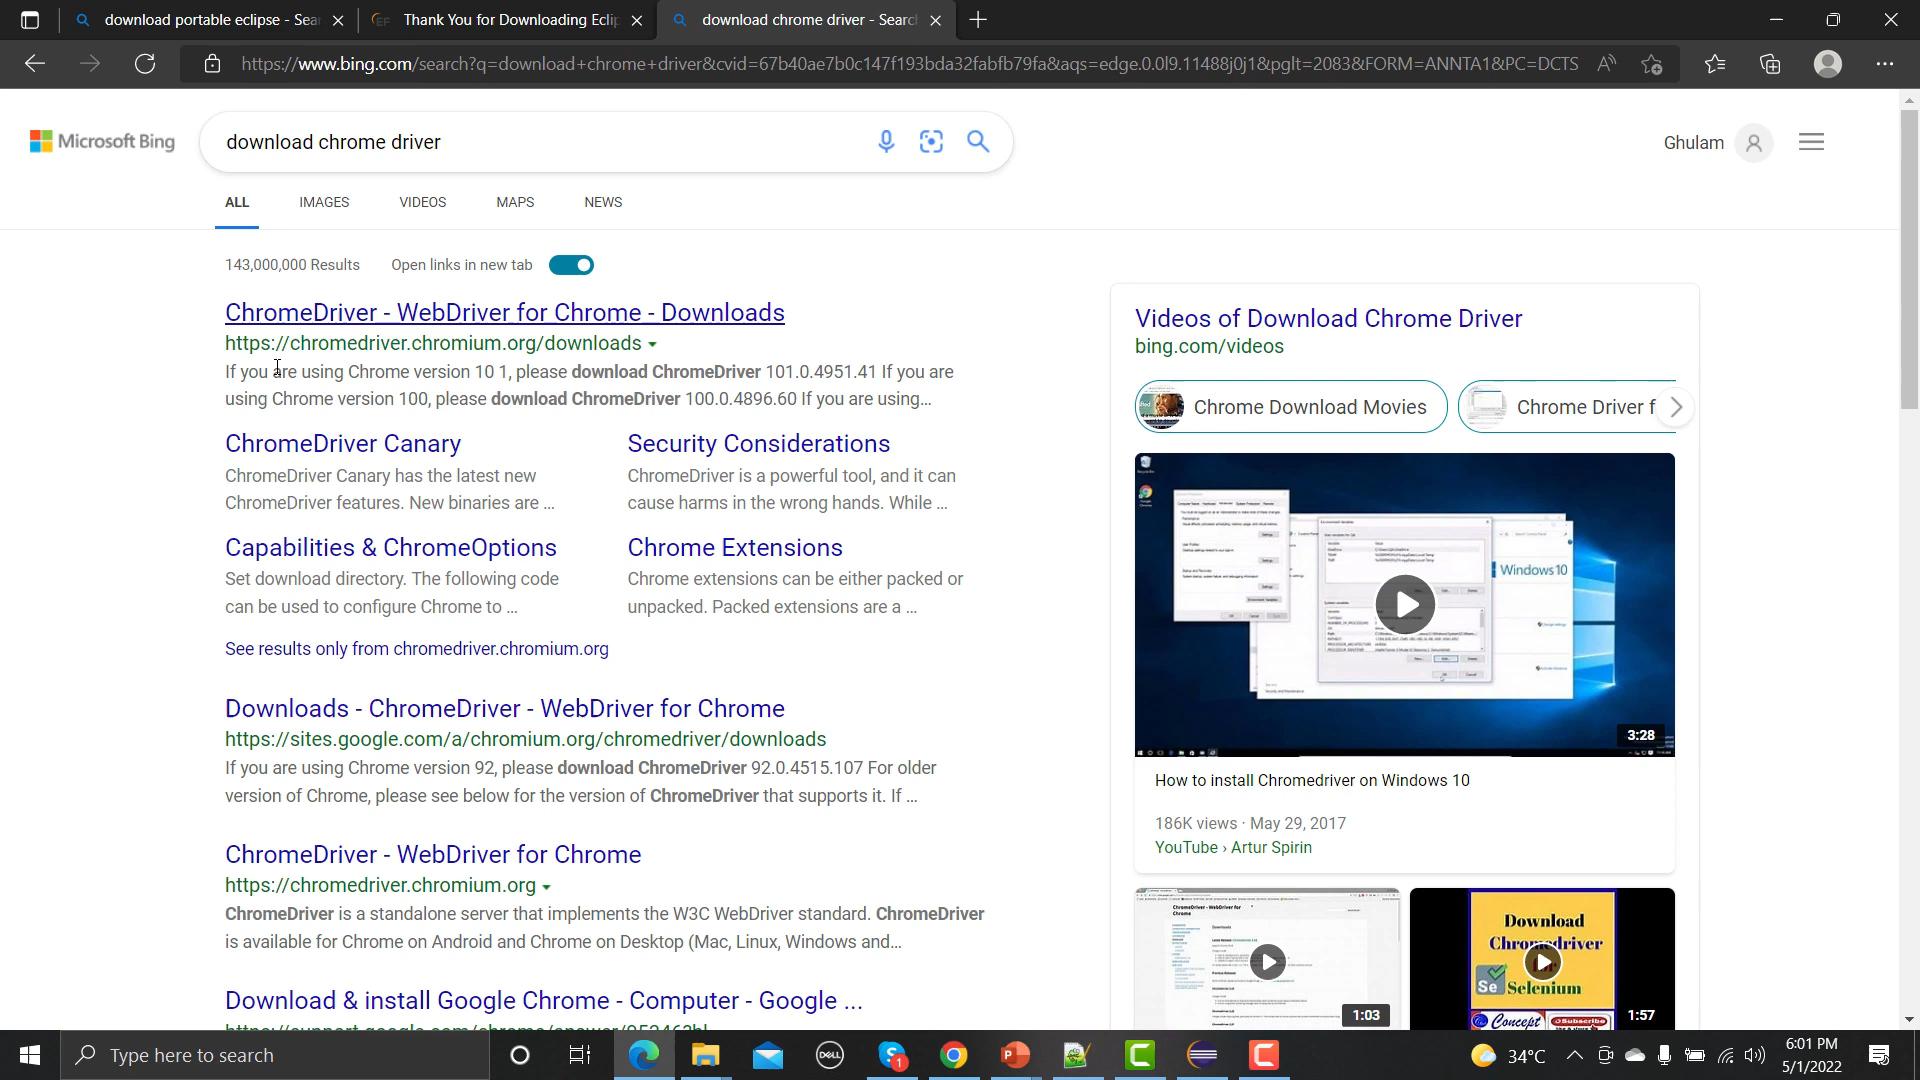 download portable eclipse - Sea
Thank You for Downloading Eclip
download chrome driver - Search
https://www.bing.com/search?q=download+chrome+driver&cvid=67b40ae7b0c147f193bda32fabfb79fa&aqs=edge.0.0l9.11488j0j1&pglt=2083&FORM=ANNTA1&PC=DCTS
Microsoft Bing
download chrome driver
Ghulam
ALL IMAGES VIDEOS MAPS NEWS
143,000,000 Results Open links in new tab
ChromeDriver - WebDriver for Chrome - Downloads
https://chromedriver.chromium.org/downloads
If you are using Chrome version 10 1, please download ChromeDriver 101.0.4951.41 If you are
using Chrome version 100, please download ChromeDriver 100.0.4896.60 If you are using...
ChromeDriver Canary
ChromeDriver Canary has the latest new
ChromeDriver features. New binaries are ...
Security Considerations
ChromeDriver is a powerful tool, and it can
cause harms in the wrong hands. While ...
Capabilities & ChromeOptions
Set download directory. The following code
can be used to configure Chrome to ...
Chrome Extensions
Chrome extensions can be either packed or
unpacked. Packed extensions are a ...
See results only from chromedriver.chromium.org
Downloads - ChromeDriver - WebDriver for Chrome
https://sites.google.com/a/chromium.org/chromedriver/downloads
If you are using Chrome version 92, please download ChromeDriver 92.0.4515.107 For older
version of Chrome, please see below for the version of ChromeDriver that supports it. If ...
ChromeDriver - WebDriver for Chrome
https://chromedriver.chromium.org
ChromeDriver is a standalone server that implements the W3C WebDriver standard. ChromeDriver
is available for Chrome on Android and Chrome on Desktop (Mac, Linux, Windows and...
Download & install Google Chrome - Computer - Google ...
Videos of Download Chrome Driver
bing.com/videos
Chrome Download Movies
Chrome Driver f
Windows 10
3:28
How to install Chromedriver on Windows 10
186K views · May 29, 2017
YouTube › Artur Spirin
ChromeDriver - WebDriver for
Chrome
1:03
Download
Chromedriver
for
Selenium
Se
Concept
Subscribe
1:57
Type here to search
DELL
1
34°C
6:01 PM
5/1/2022